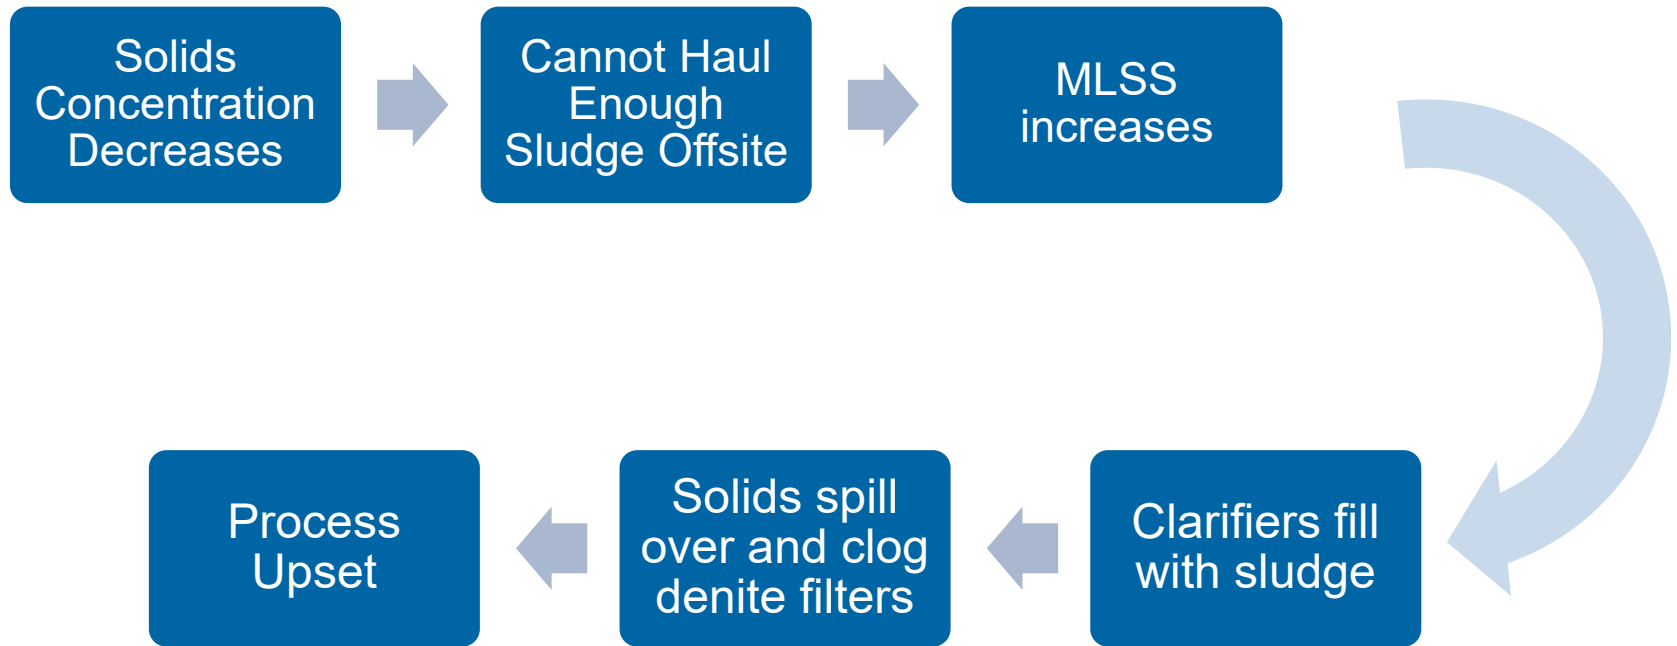 Solids
Concentration
Decreases
Cannot Haul
Enough
Sludge Offsite
MLSS
increases
Clarifiers fill
with sludge
Solids spill
over and clog
denite filters
Process
Upset